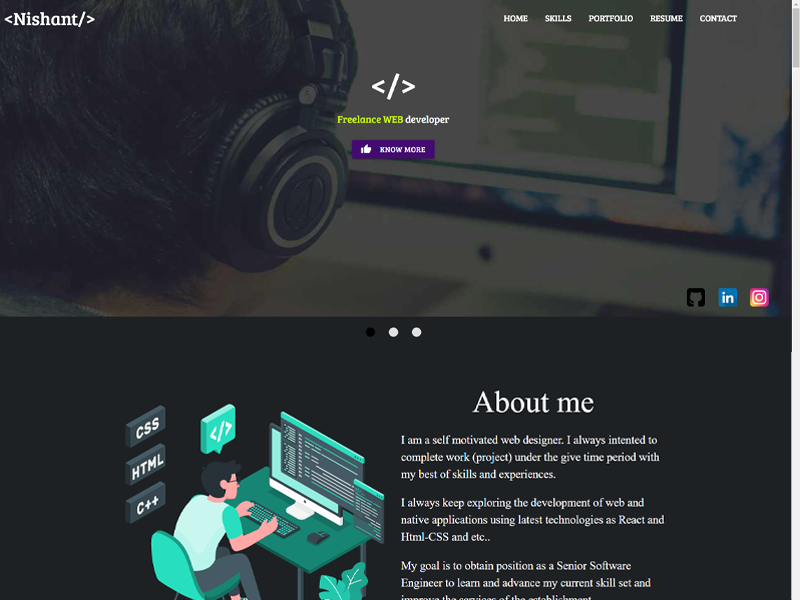 <Nishant/>
HOME SKILLS PORTFOLIO RESUME CONTACT
</>
Freelance WEB developer
KNOW MORE
in
About me
CSS
</>
HTML
C++
I am a self motivated web designer. I always intented to
complete work (project) under the give time period with
my best of skills and experiences.
I always keep exploring the development of web and
native applications using latest technologies as React and
Html-CSS and etc..
My goal is to obtain position as a Senior Software
Engineer to learn and advance my current skill set and
improve the services of the establishment.